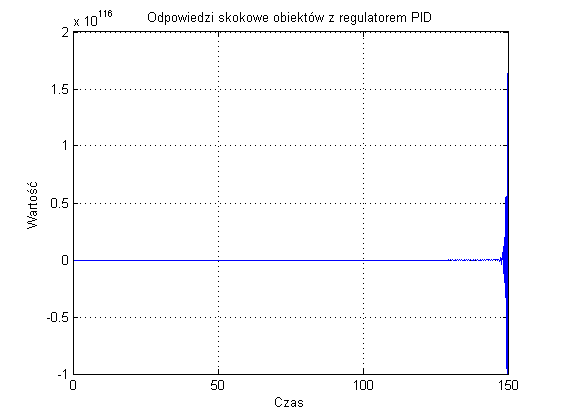 x 10^116
Odpowiedzi skokowe obiektów z regulatorem PID
2
1.5
1
0.5
0
-0.5
-1
Wartość
0 50 100 150
Czas